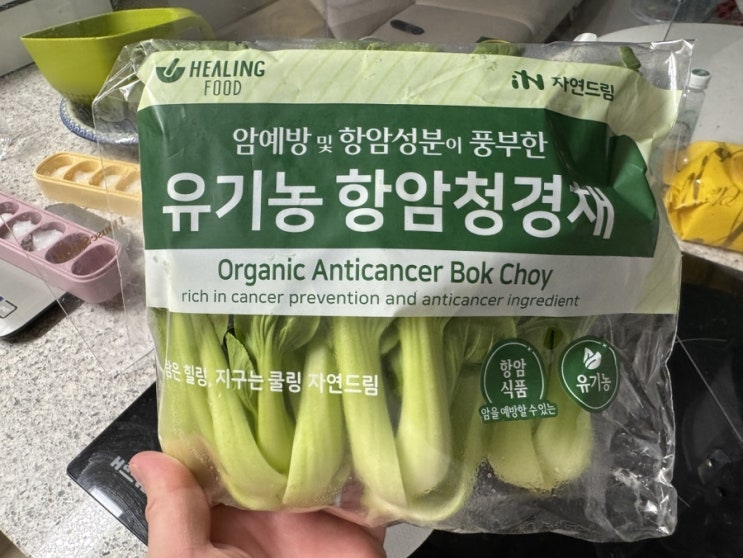 HEALING
FOOD
iN 자연드림
암예방 및 항암성분이 풍부한
유기농 항암청경채
Organic Anticancer Bok Choy
rich in cancer prevention and anticancer ingredient
힐링, 지구는 쿨링 자연드림
항암
식품
암을 예방할 수 있는
유기농